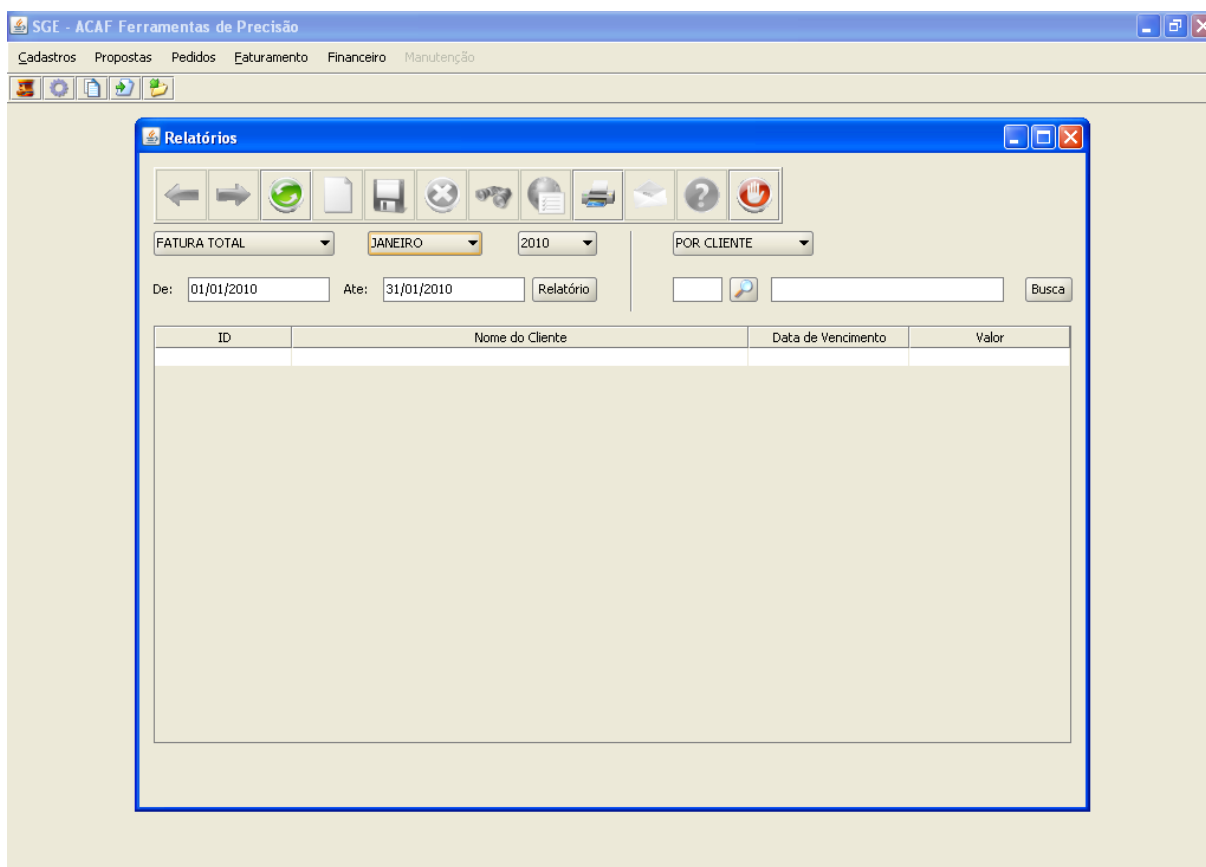 SGE - ACAF Ferramentas de Precisão
Cadastros Propostas Pedidos Faturamento Financeiro Manutenção
Relatórios
FATURA TOTAL JANEIRO 2010 POR CLIENTE
De: 01/01/2010 Ate: 31/01/2010 Relatório Busca
ID Nome do Cliente Data de Vencimento Valor